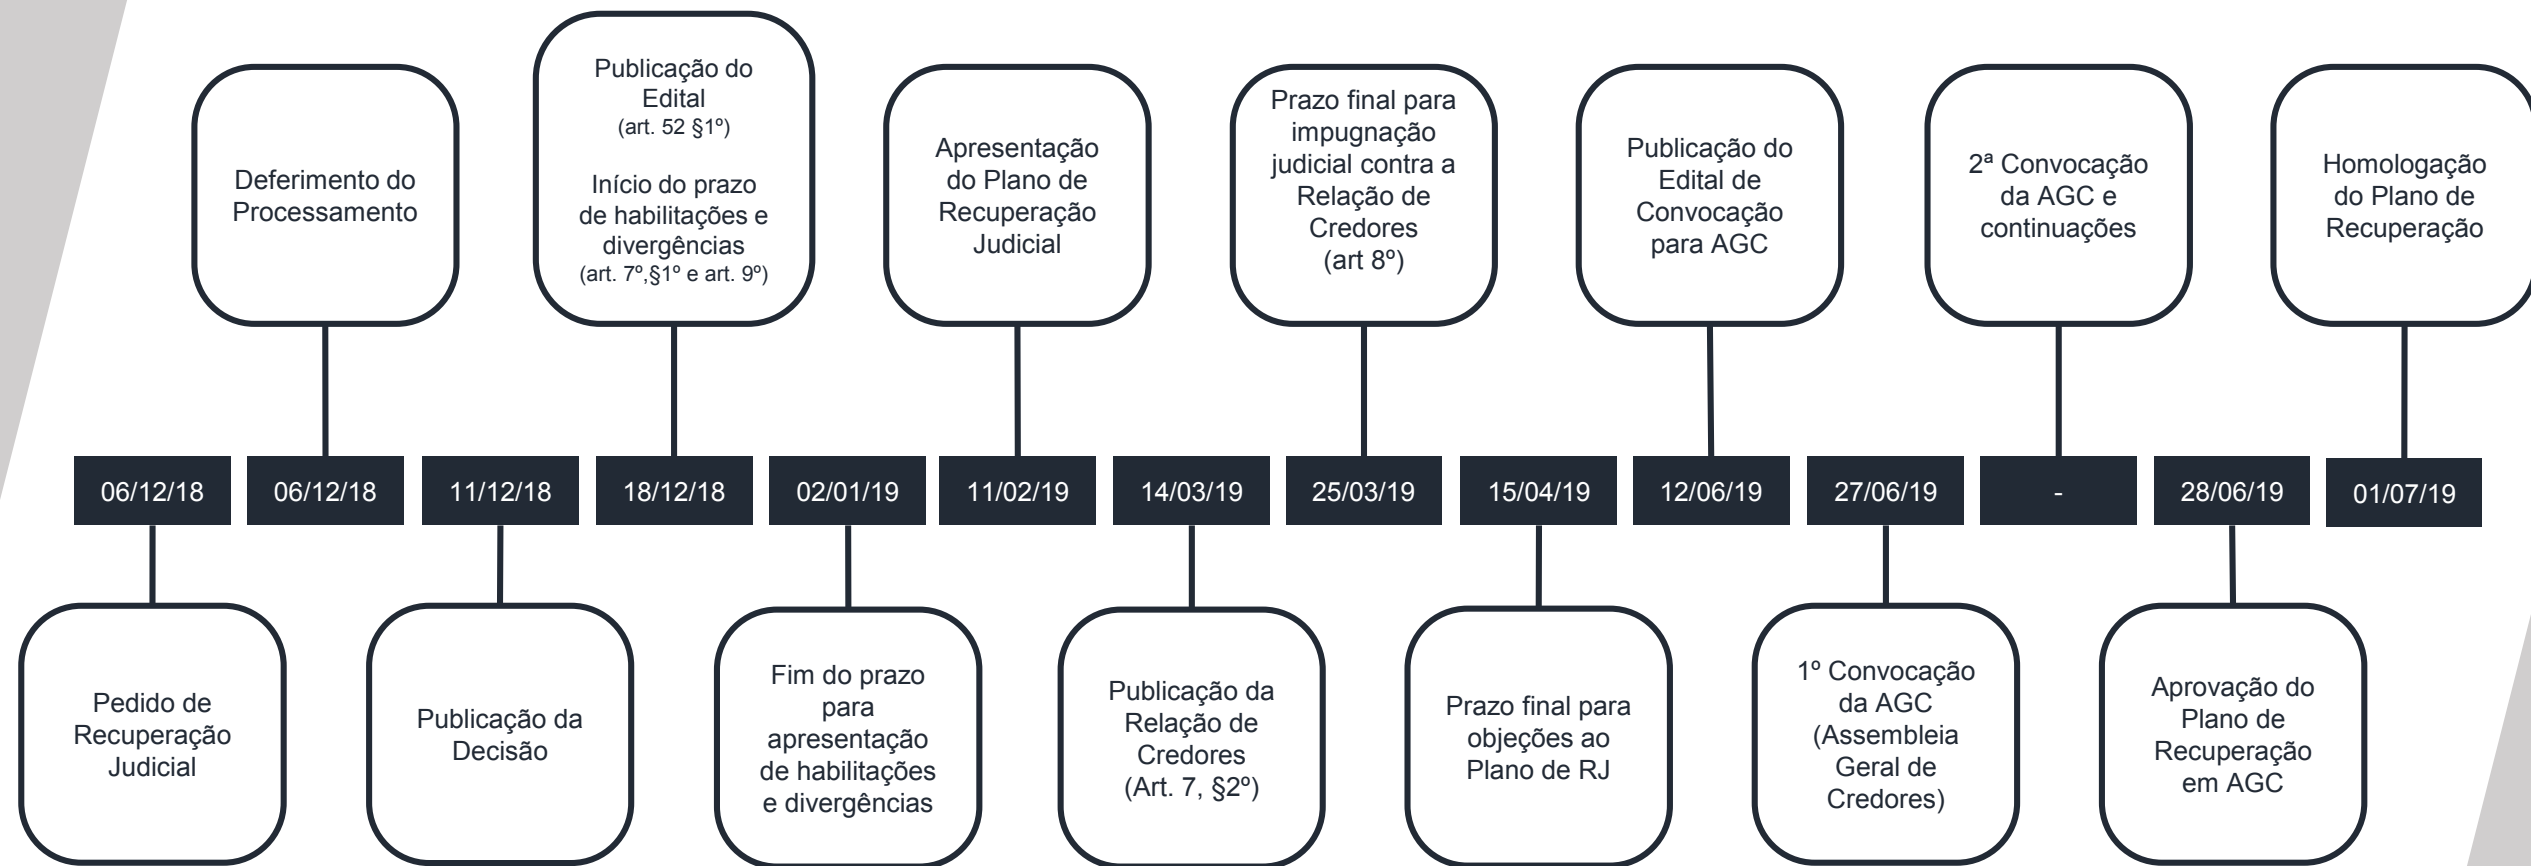 Publicação do
Edital
(art. 52 §1º)
Início do prazo
de habilitações e
divergências
(art. 7º,§1º e art. 9º)
Deferimento do
Processamento
Apresentação
do Plano de
Recuperação
Judicial
Prazo final para
impugnação
judicial contra a
Relação de
Credores
(art 8º)
Publicação do
Edital de
Convocação
para AGC
2ª Convocação
da AGC e
continuações
Homologação
do Plano de
Recuperação
06/12/18
06/12/18
11/12/18
18/12/18
02/01/19
11/02/19
14/03/19
25/03/19
15/04/19
12/06/19
27/06/19
-
28/06/19
01/07/19
Pedido de
Recuperação
Judicial
Publicação da
Decisão
Fim do prazo
para
apresentação
de habilitações
e divergências
Publicação da
Relação de
Credores
(Art. 7, §2º)
Prazo final para
objeções ao
Plano de RJ
1º Convocação
da AGC
(Assembleia
Geral de
Credores)
Aprovação do
Plano de
Recuperação
em AGC